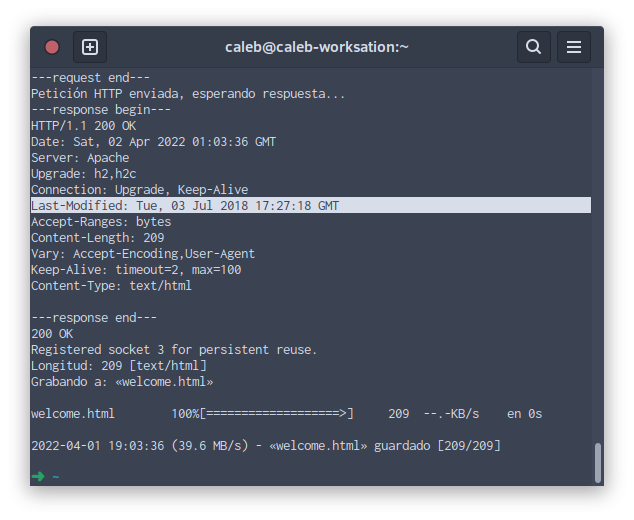 caleb@caleb-worksation:~
---request end---
Petición HTTP enviada, esperando respuesta...
---response begin---
HTTP/1.1 200 OK
Date: Sat, 02 Apr 2022 01:03:36 GMT
Server: Apache
Upgrade: h2,h2c
Connection: Upgrade, Keep-Alive
Last-Modified: Tue, 03 Jul 2018 17:27:18 GMT
Accept-Ranges: bytes
Content-Length: 209
Vary: Accept-Encoding,User-Agent
Keep-Alive: timeout=2, max=100
Content-Type: text/html

---response end---
200 OK
Registered socket 3 for persistent reuse.
Longitud: 209 [text/html]
Grabando a: «welcome.html»

welcome.html        100%[===================>]     209  --.-KB/s    en 0s

2022-04-01 19:03:36 (39.6 MB/s) - «welcome.html» guardado [209/209]

➜ ~